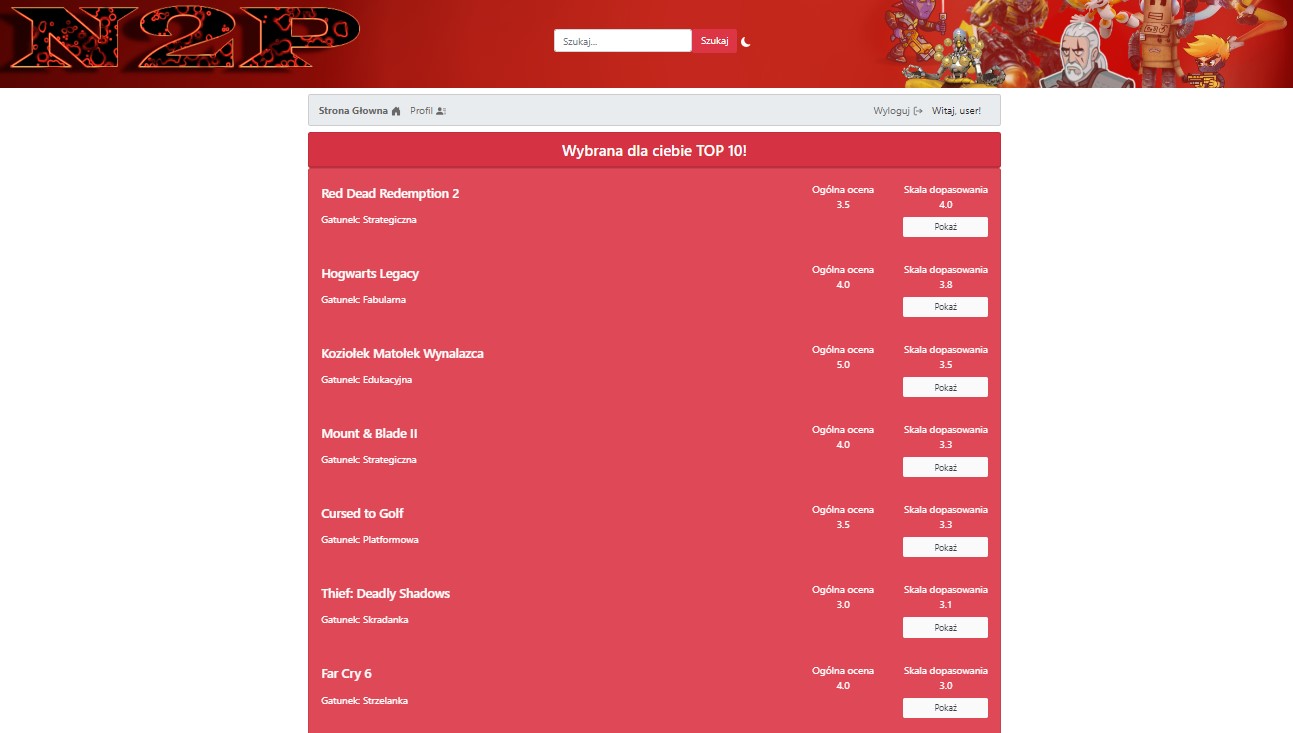 N2P
Szukaj... Szukaj
Strona Głowna Profil Wyloguj Witaj, user!
Wybrana dla ciebie TOP 10!
Red Dead Redemption 2 Ogólna ocena Skala dopasowania
3.5 4.0
Gatunek: Strategiczna Pokaż
Hogwarts Legacy Ogólna ocena Skala dopasowania
4.0 3.8
Gatunek: Fabularna Pokaż
Koziołek Matołek Wynalazca Ogólna ocena Skala dopasowania
5.0 3.5
Gatunek: Edukacyjna Pokaż
Mount & Blade II Ogólna ocena Skala dopasowania
4.0 3.3
Gatunek: Strategiczna Pokaż
Cursed to Golf Ogólna ocena Skala dopasowania
3.5 3.3
Gatunek: Platformowa Pokaż
Thief: Deadly Shadows Ogólna ocena Skala dopasowania
3.0 3.1
Gatunek: Skradanka Pokaż
Far Cry 6 Ogólna ocena Skala dopasowania
4.0 3.0
Gatunek: Strzelanka Pokaż